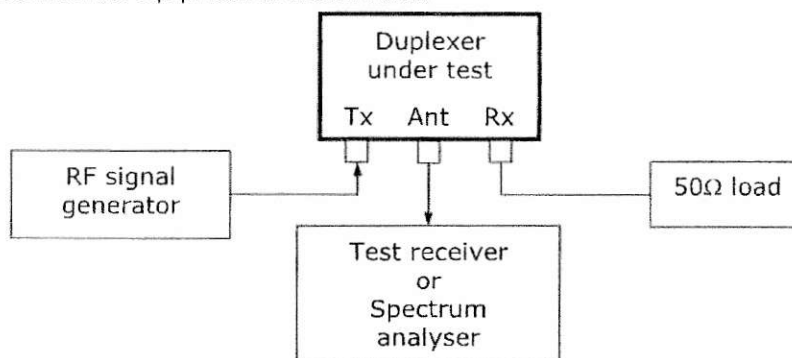 Duplexer
under test
Tx Ant Rx
RF signal
generator
50Ω load
Test receiver
or
Spectrum
analyser